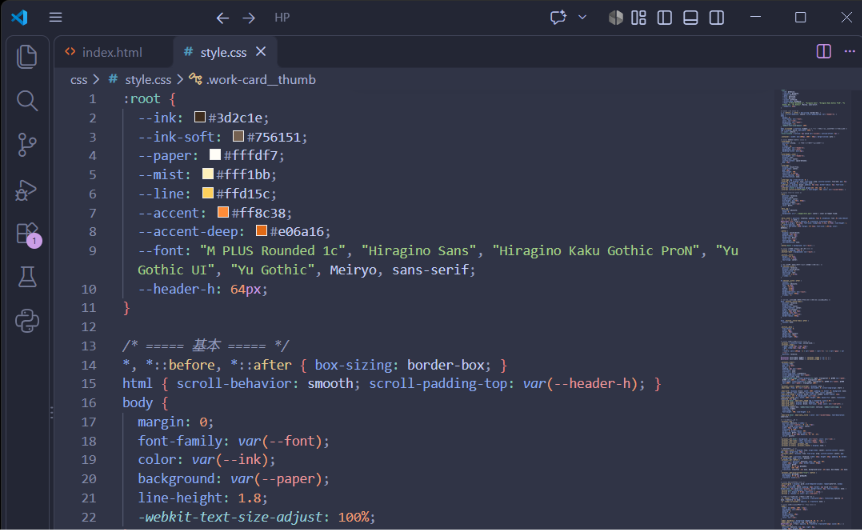 HP
index.html
# style.css
css > # style.css > .work-card__thumb
1 :root {
2 --ink: #3d2c1e;
3 --ink-soft: #756151;
4 --paper: #fffdf7;
5 --mist: #fff1bb;
6 --line: #ffd15c;
7 --accent: #ff8c38;
8 --accent-deep: #e06a16;
9 --font: "M PLUS Rounded 1c", "Hiragino Sans", "Hiragino Kaku Gothic ProN", "Yu
Gothic UI", "Yu Gothic", Meiryo, sans-serif;
10 --header-h: 64px;
11 }
12
13 /* ===== 基本 ===== */
14 *, *::before, *::after { box-sizing: border-box; }
15 html { scroll-behavior: smooth; scroll-padding-top: var(--header-h); }
16 body {
17 margin: 0;
18 font-family: var(--font);
19 color: var(--ink);
20 background: var(--paper);
21 line-height: 1.8;
22 -webkit-text-size-adjust: 100%;
1